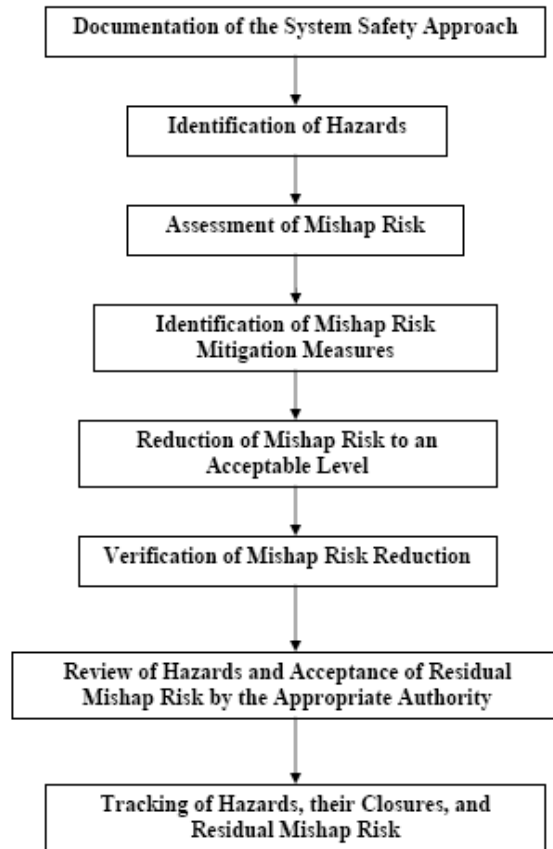 Documentation of the System Safety Approach
Identification of Hazards
Assessment of Mishap Risk
Identification of Mishap Risk
Mitigation Measures
Reduction of Mishap Risk to an
Acceptable Level
Verification of Mishap Risk Reduction
Review of Hazards and Acceptance of Residual
Mishap Risk by the Appropriate Authority
Tracking of Hazards, their Closures, and
Residual Mishap Risk